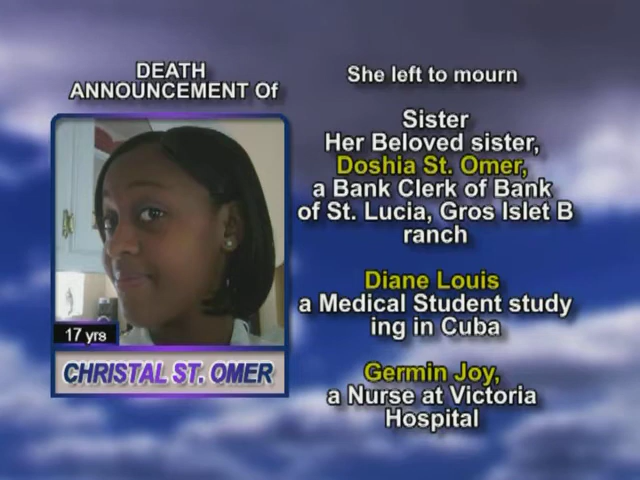 DEATH
ANNOUNCEMENT Of
17 yrs
CHRISTAL ST. OMER
She left to mourn
Sister
Her Beloved sister,
Doshia St. Omer,
a Bank Clerk of Bank
of St. Lucia, Gros Islet B
ranch
Diane Louis
a Medical Student study
ing in Cuba
Germin Joy,
a Nurse at Victoria
Hospital